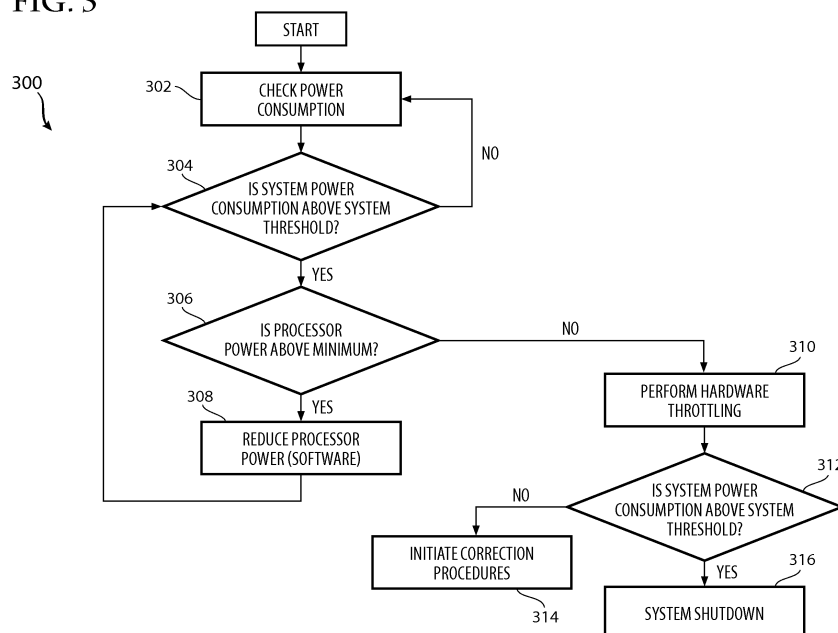 FIG. 3
START
300
302
CHECK POWER
CONSUMPTION
NO
304
IS SYSTEM POWER
CONSUMPTION ABOVE SYSTEM
THRESHOLD?
YES
306
IS PROCESSOR
POWER ABOVE MINIMUM?
NO
YES
308
REDUCE PROCESSOR
POWER (SOFTWARE)
310
PERFORM HARDWARE
THROTTLING
312
IS SYSTEM POWER
CONSUMPTION ABOVE SYSTEM
THRESHOLD?
NO
INITIATE CORRECTION
PROCEDURES
314
YES
316
SYSTEM SHUTDOWN